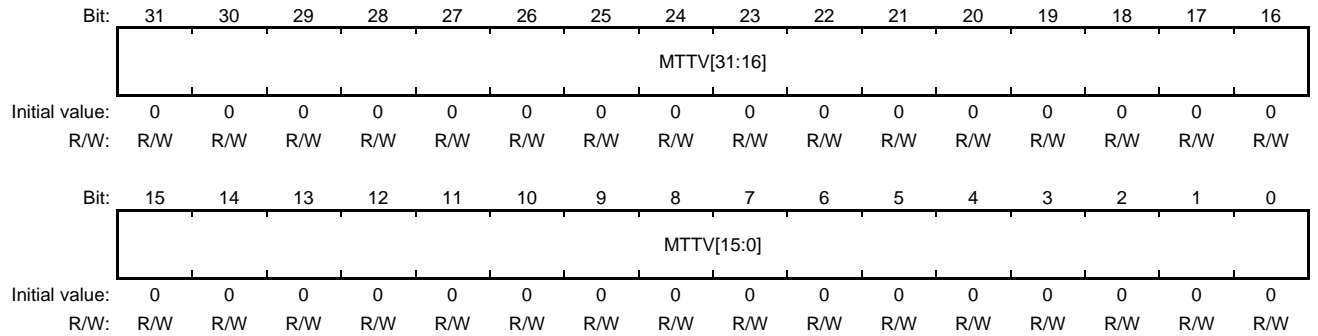 Bit: 31 30 29 28 27 26 25 24 23 22 21 20 19 18 17 16
MTTV[31:16]
Initial value: 0 0 0 0 0 0 0 0 0 0 0 0 0 0 0 0
R/W: R/W R/W R/W R/W R/W R/W R/W R/W R/W R/W R/W R/W R/W R/W R/W R/W
Bit: 15 14 13 12 11 10 9 8 7 6 5 4 3 2 1 0
MTTV[15:0]
Initial value: 0 0 0 0 0 0 0 0 0 0 0 0 0 0 0 0
R/W: R/W R/W R/W R/W R/W R/W R/W R/W R/W R/W R/W R/W R/W R/W R/W R/W